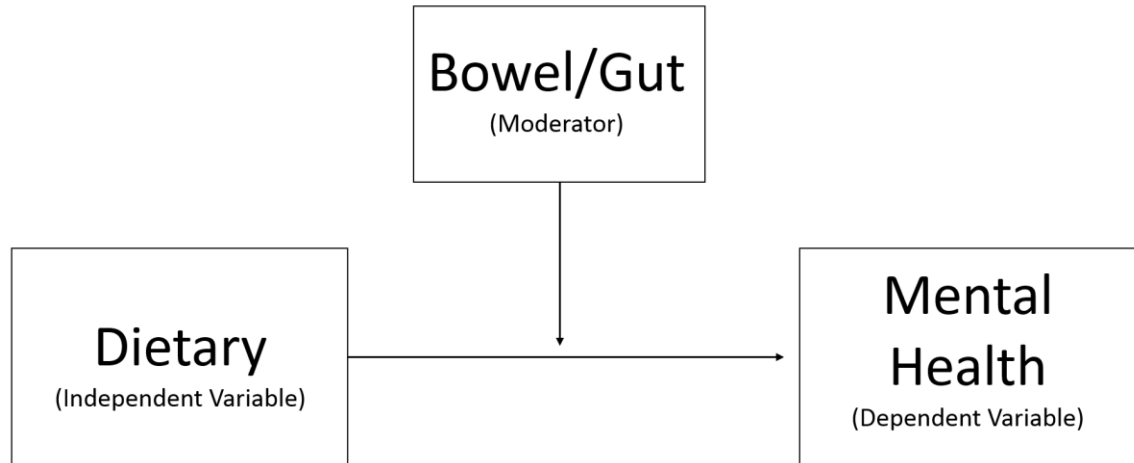 Bowel/Gut
(Moderator)
Dietary
(Independent Variable)
Mental
Health
(Dependent Variable)